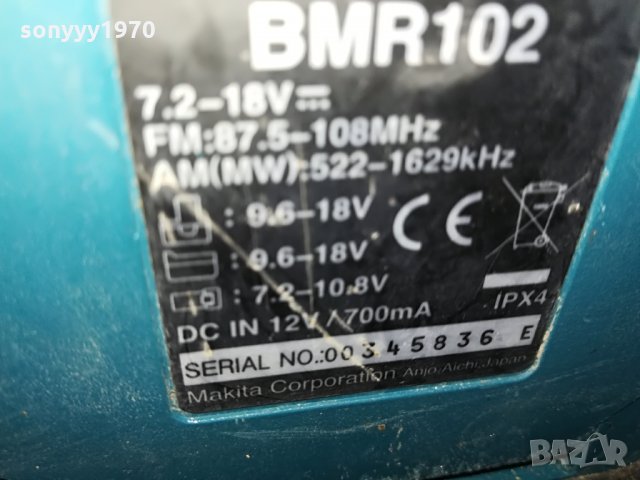 sonyyy1970
BMR102
7.2-18V
FM:87.5-108MHz
AM(MW):522-1629kHz
: 9.6-18V
: 9.6-18V
: 7.2-10.8V
DC IN 12V/700mA
IPX4
SERIAL NO.:00345836 E
Makita Corporation Anjo,Aichi,Japan
BAZAR